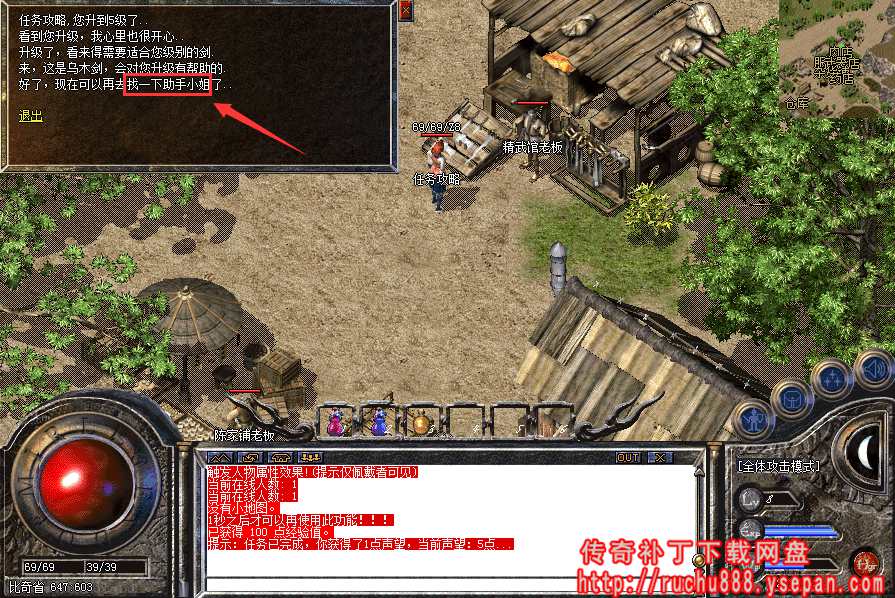 任务攻略,您升到5级了..
看到您升级，我心里也很开心..
升级了，看来得需要适合您级别的剑.
来，这是乌木剑，会对您升级有帮助的.
好了，现在可以再去找一下助手小姐了..
退出
肉店
仓库
69/69/Z8
精武馆老板
任务攻略
陈家铺老板
OUT
触发人物属性效果!(提示仅佩戴者可见)
当前在线人数：1
当前在线人数：1
没有小地图。
1秒之后才可以再使用此功能！！！
已获得 100 点经验值。
提示：任务已完成，你获得了1点声望，当前声望：5点...
[全体攻击模式]
8
69/69
39/39
比奇省 647:603
传奇补丁下载网盘
http://ruchu888.ysepan.com